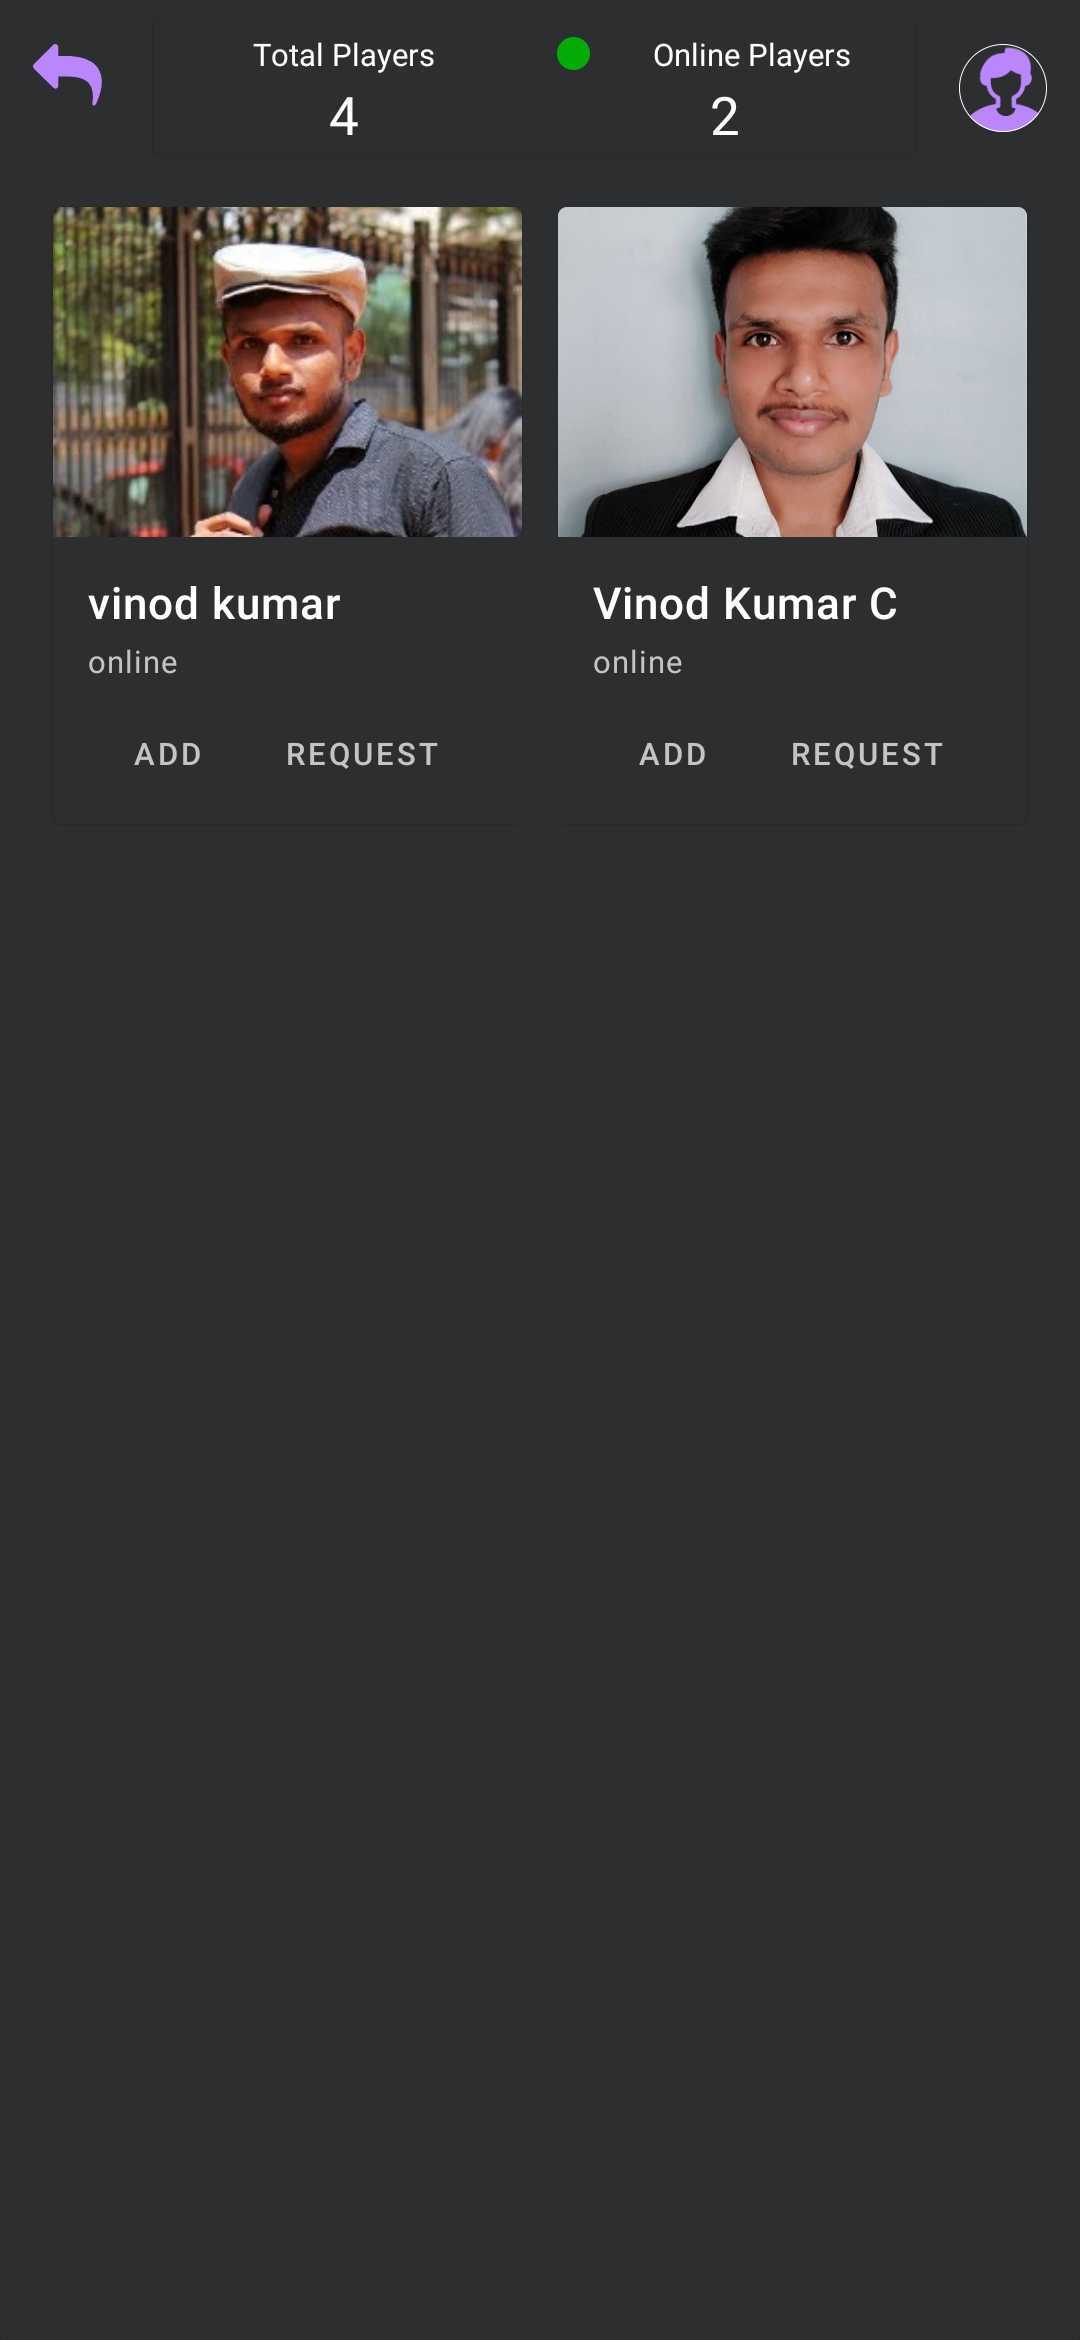 Total Players
4
Online Players
2
vinod kumar
online
ADD
REQUEST
Vinod Kumar C
online
ADD
REQUEST